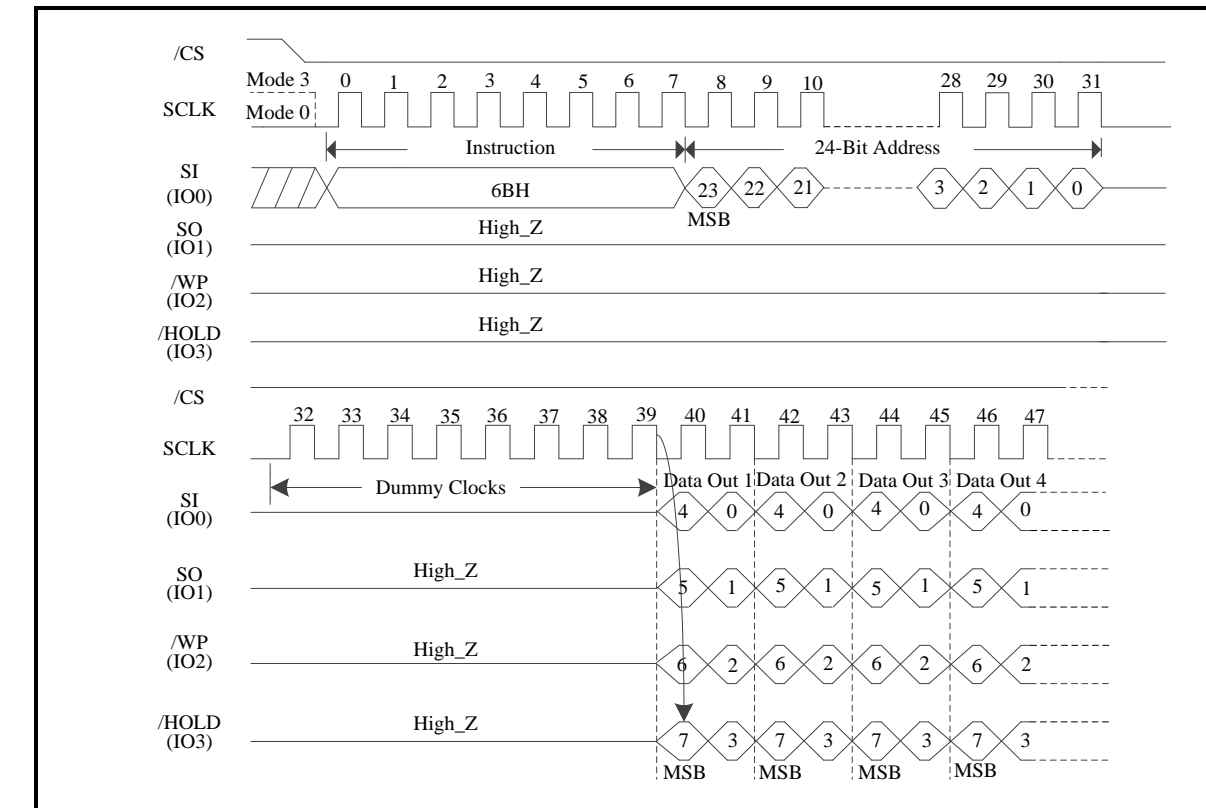 /CS
Mode 3 0 1 2 3 4 5 6 7 8 9 10 28 29 30 31
SCLK Mode 0
Instruction 24-Bit Address
SI
(IO0) 6BH 23 22 21 3 2 1 0
MSB
SO
(IO1) High_Z
/WP
(IO2) High_Z
/HOLD
(IO3) High_Z
/CS
32 33 34 35 36 37 38 39 40 41 42 43 44 45 46 47
SCLK
Dummy Clocks Data Out 1 Data Out 2 Data Out 3 Data Out 4
SI
(IO0) 4 0 4 0 4 0 4 0
SO
(IO1) High_Z 5 1 5 1 5 1 5 1
/WP
(IO2) High_Z 6 2 6 2 6 2 6 2
/HOLD
(IO3) High_Z 7 3 7 3 7 3 7 3
MSB MSB MSB MSB